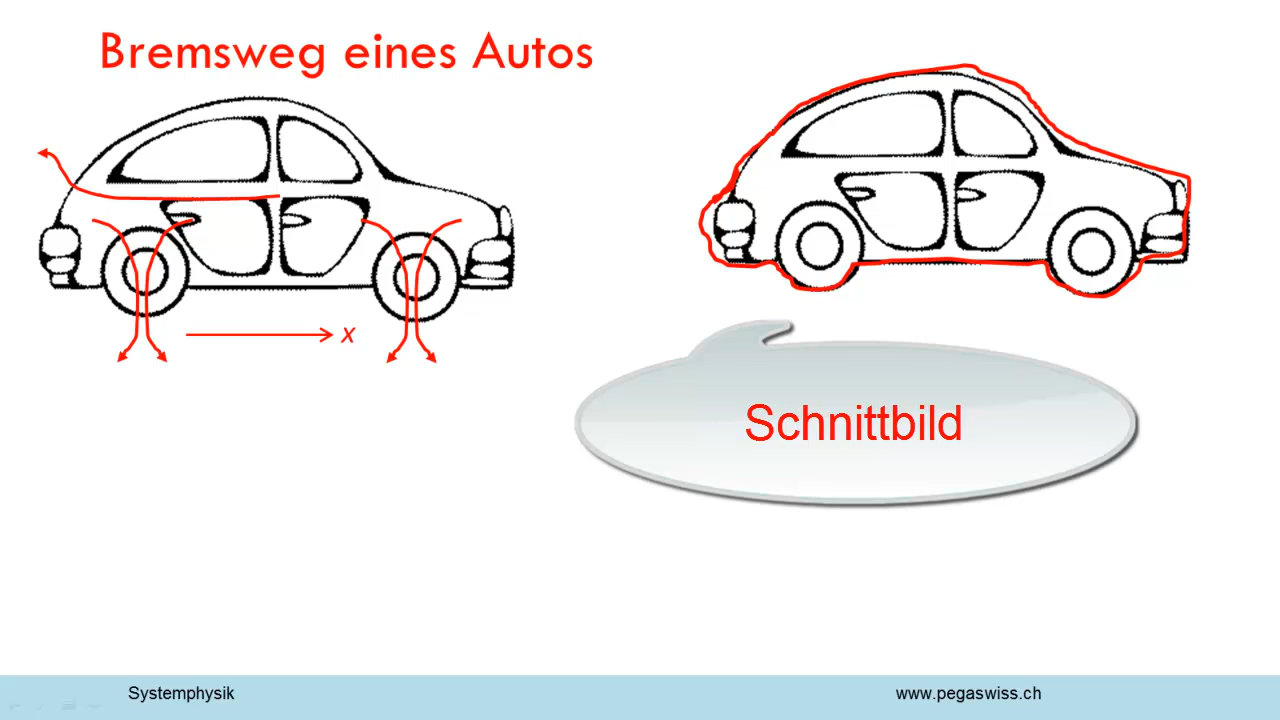 Bremsweg eines Autos
x
Schnittbild
Systemphysik
www.pegaswiss.ch